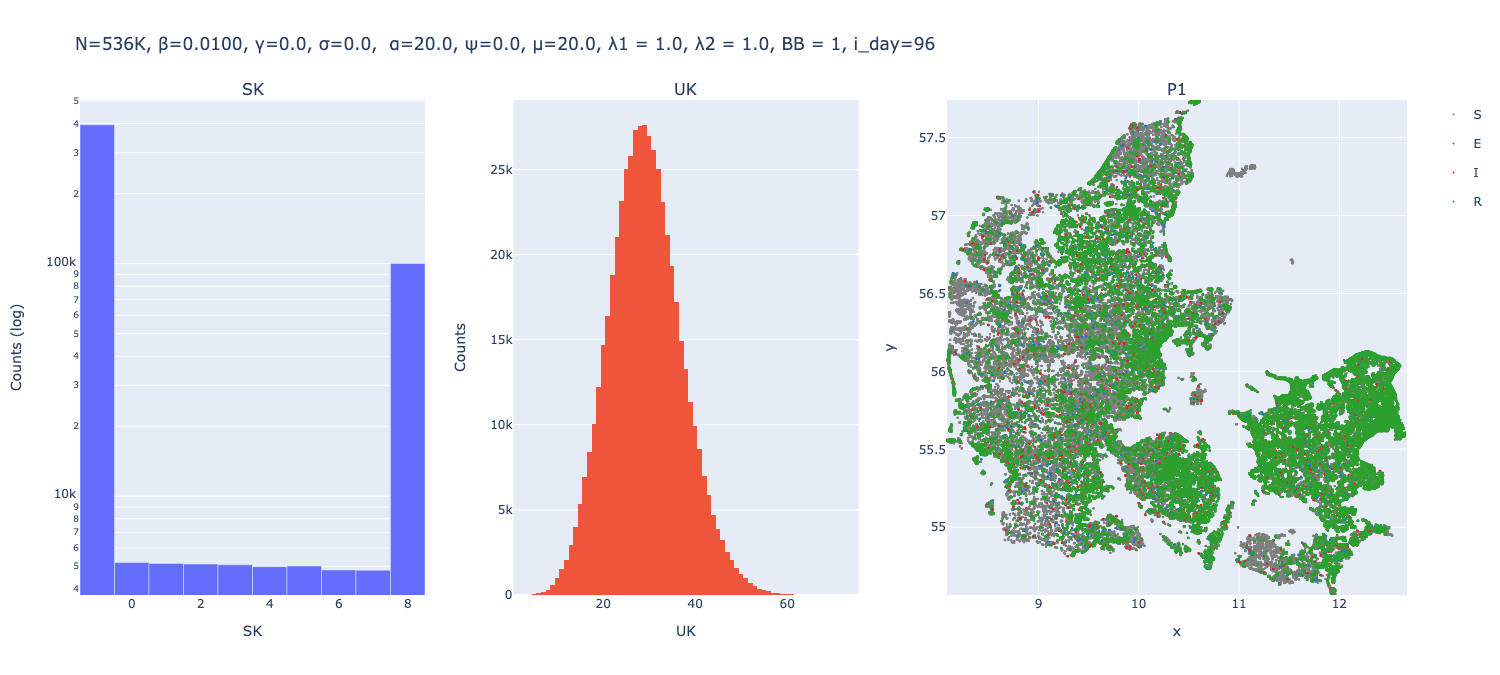 N=536K, β=0.0100, γ=0.0, σ=0.0,  ɑ=20.0, ψ=0.0, μ=20.0, λ1 = 1.0, λ2 = 1.0, BB = 1, i_day=96
SK
5
4
3
2
100k
9
8
7
6
5
4
3
2
10k
9
8
7
6
5
4
Counts (log)
0
2
4
6
8
SK
UK
25k
20k
15k
10k
5k
0
Counts
20
40
60
UK
P1
57.5
57
56.5
56
55.5
55
y
9
10
11
12
x
S
E
I
R